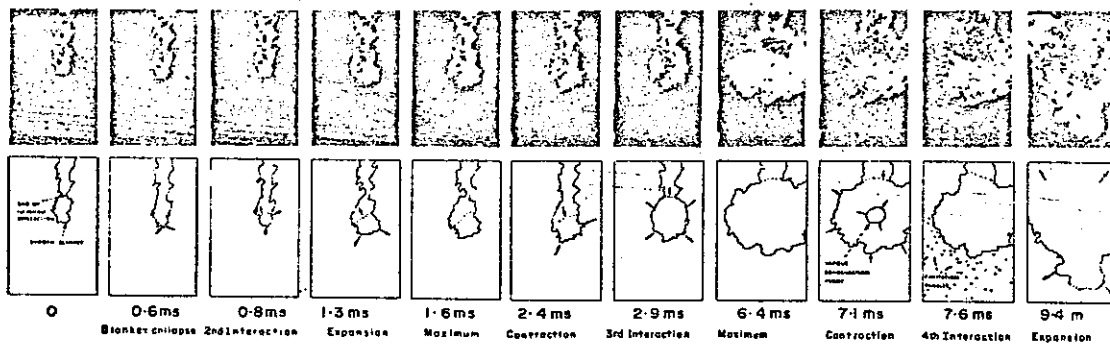 0
0·6ms
0·8ms
1·3ms
1·6ms
2·4ms
2·9ms
6·4ms
7·1ms
7·6ms
9·4 m
Blanket collapse
2nd Interaction
Expansion
Maximum
Contraction
3rd Interaction
Maximum
Contraction
4th Interaction
Expansion